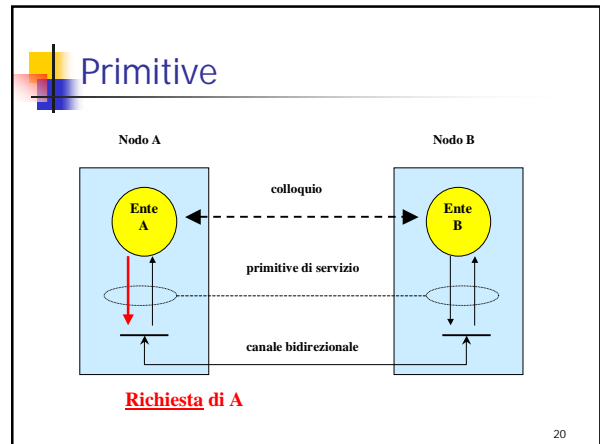 Primitive
Nodo A
Nodo B
colloquio
Ente
A
Ente
B
primitive di servizio
canale bidirezionale
Richiesta di A
20